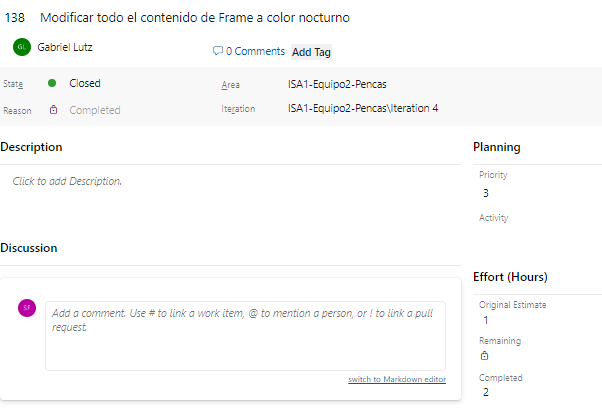 138 Modificar todo el contenido de Frame a color nocturno
GL Gabriel Lutz 0 Comments Add Tag
State Closed Area ISA1-Equipo2-Pencas
Reason Completed Iteration ISA1-Equipo2-Pencas\Iteration 4
Description
Click to add Description.
Discussion
SF Add a comment. Use # to link a work item, @ to mention a person, or ! to link a pull
request.
switch to Markdown editor
Planning
Priority
3
Activity
Effort (Hours)
Original Estimate
1
Remaining
Completed
2